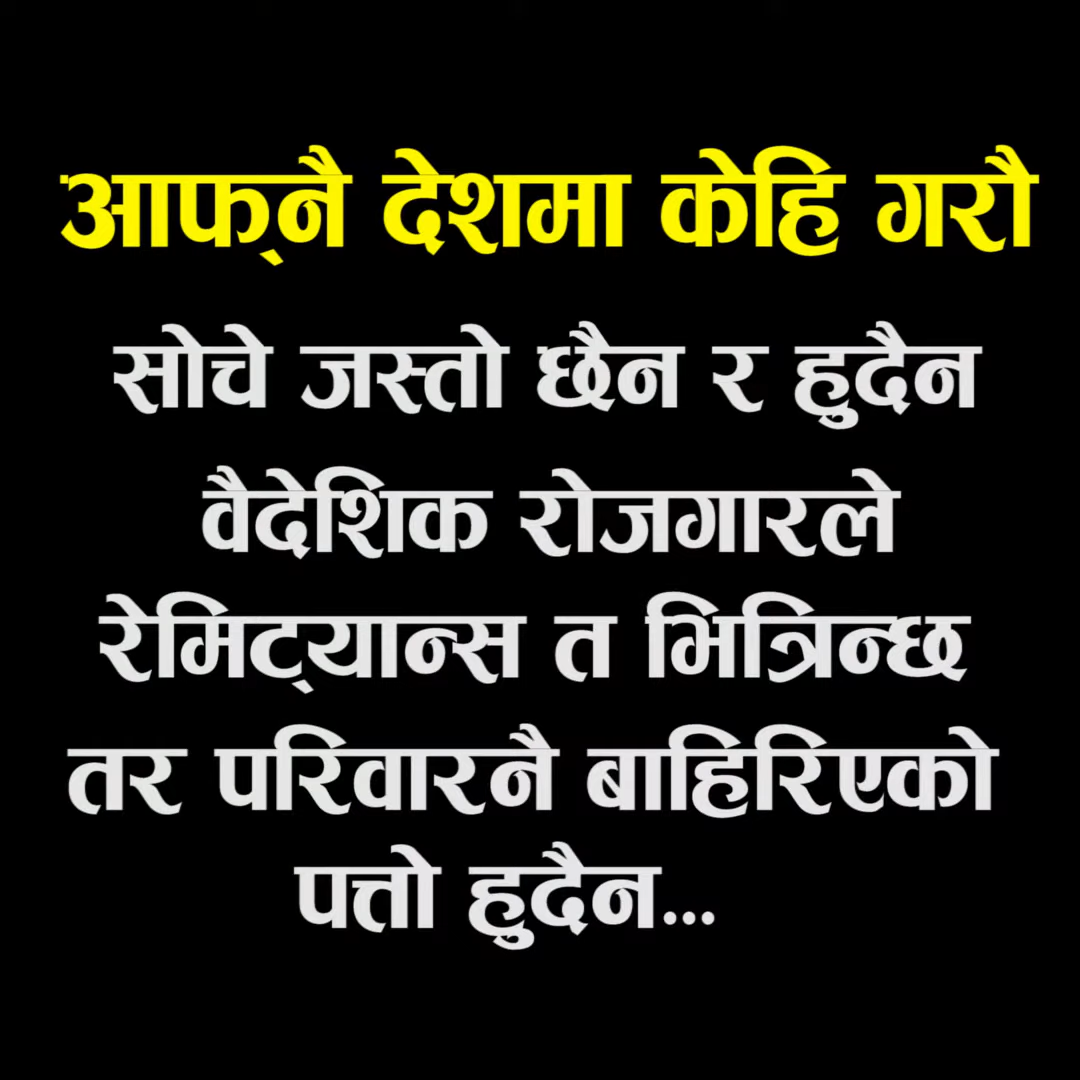 आफ्‌नै देशमा केहि गरौ
सोचे जस्तो छैन र हुदैन
वैदेशिक रोजगारले
रेमिट्यान्स त भित्रिन्छ
तर परिवारनै बाहिरिएको
पत्तो हुदैन...